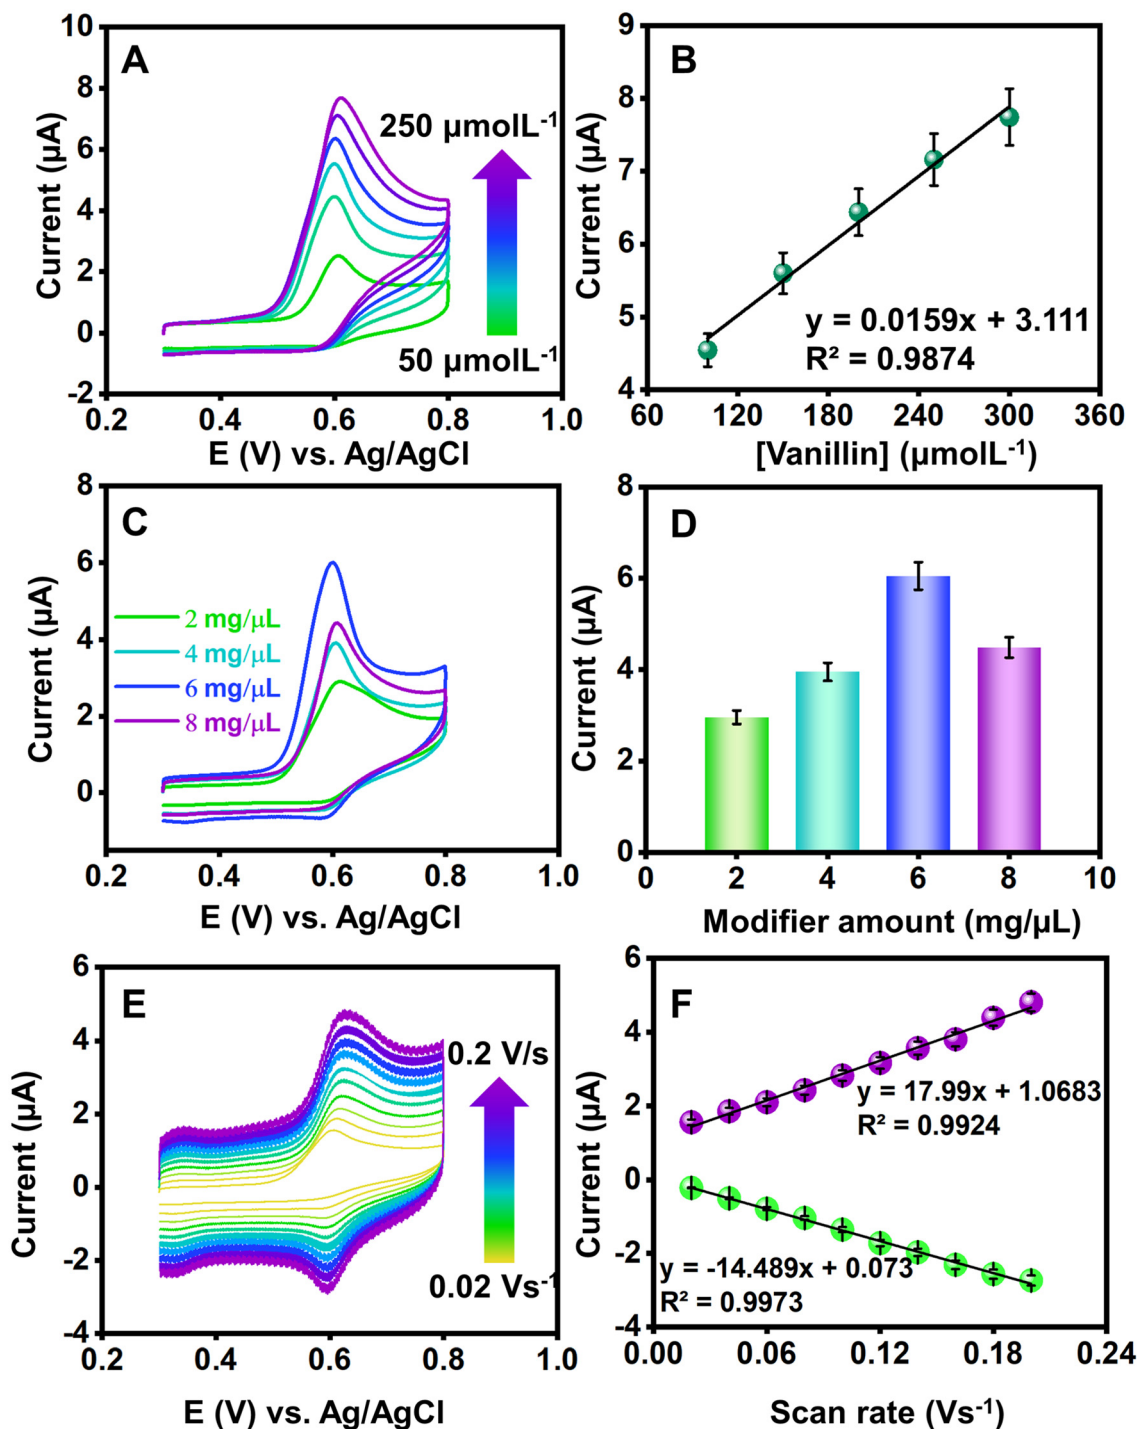 A
10
8
6
4
2
0
-2
Current (µA)
250 µmolL-1
50 µmolL-1
0.2 0.4 0.6 0.8 1.0
E (V) vs. Ag/AgCl
B
9
8
7
6
5
4
Current (µA)
y = 0.0159x + 3.111
R² = 0.9874
60 120 180 240 300 360
[Vanillin] (µmolL-1)
C
8
6
4
2
0
Current (µA)
2 mg/µL
4 mg/µL
6 mg/µL
8 mg/µL
0.2 0.4 0.6 0.8 1.0
E (V) vs. Ag/AgCl
D
8
6
4
2
0
Current (µA)
0 2 4 6 8 10
Modifier amount (mg/µL)
E
6
4
2
0
-2
-4
Current (µA)
0.2 V/s
0.02 Vs-1
0.2 0.4 0.6 0.8 1.0
E (V) vs. Ag/AgCl
F
6
4
2
0
-2
-4
Current (µA)
y = 17.99x + 1.0683
R² = 0.9924
y = -14.489x + 0.073
R² = 0.9973
0.00 0.06 0.12 0.18 0.24
Scan rate (Vs-1)